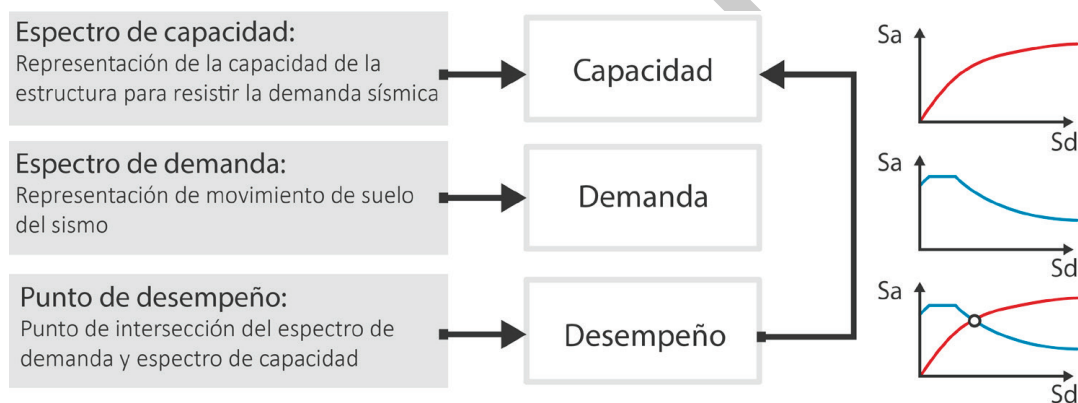 Espectro de capacidad:
Representación de la capacidad de la
estructura para resistir la demanda sísmica
Capacidad
Sa
Sd
Espectro de demanda:
Representación de movimiento de suelo
del sismo
Demanda
Sa
Sd
Punto de desempeño:
Punto de intersección del espectro de
demanda y espectro de capacidad
Desempeño
Sa
Sd